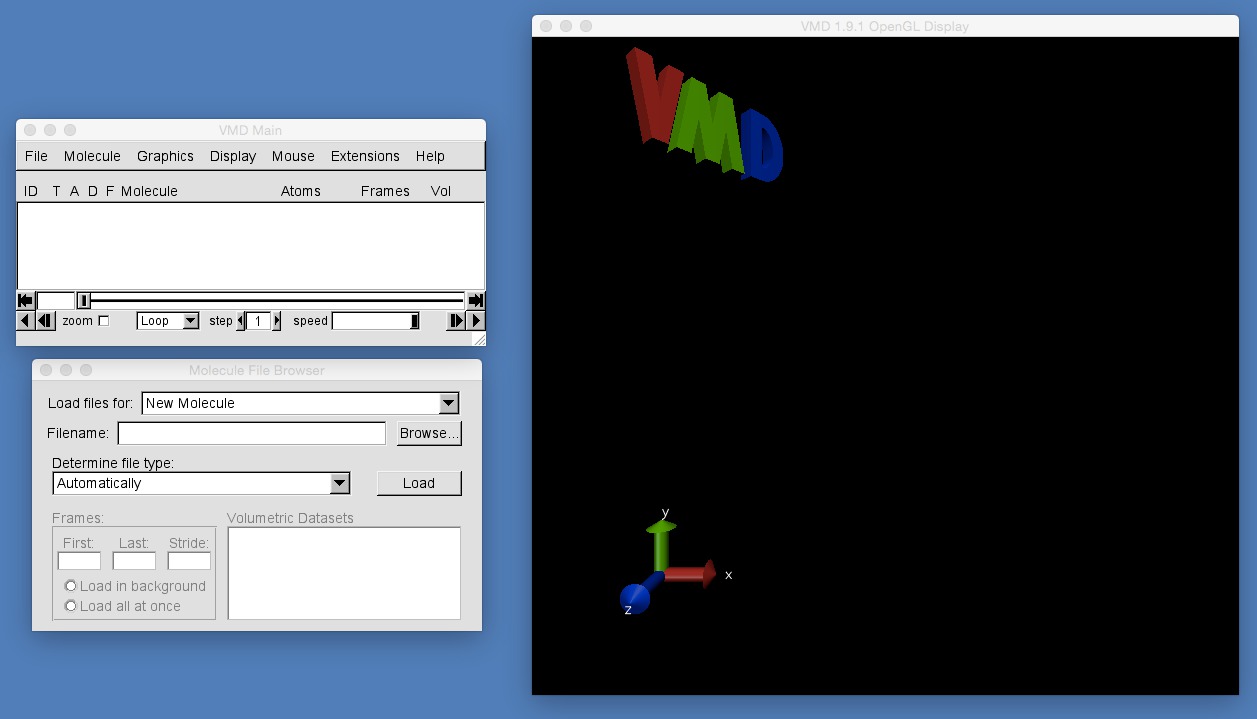 VMD Main
File Molecule Graphics Display Mouse Extensions Help
ID T A D F Molecule Atoms Frames Vol
zoom Loop step 1 speed
Molecule File Browser
Load files for: New Molecule
Filename: Browse...
Determine file type:
Automatically Load
Frames: Volumetric Datasets
First: Last: Stride:
Load in background
Load all at once
VMD 1.9.1 OpenGL Display
VMD
y
x
z